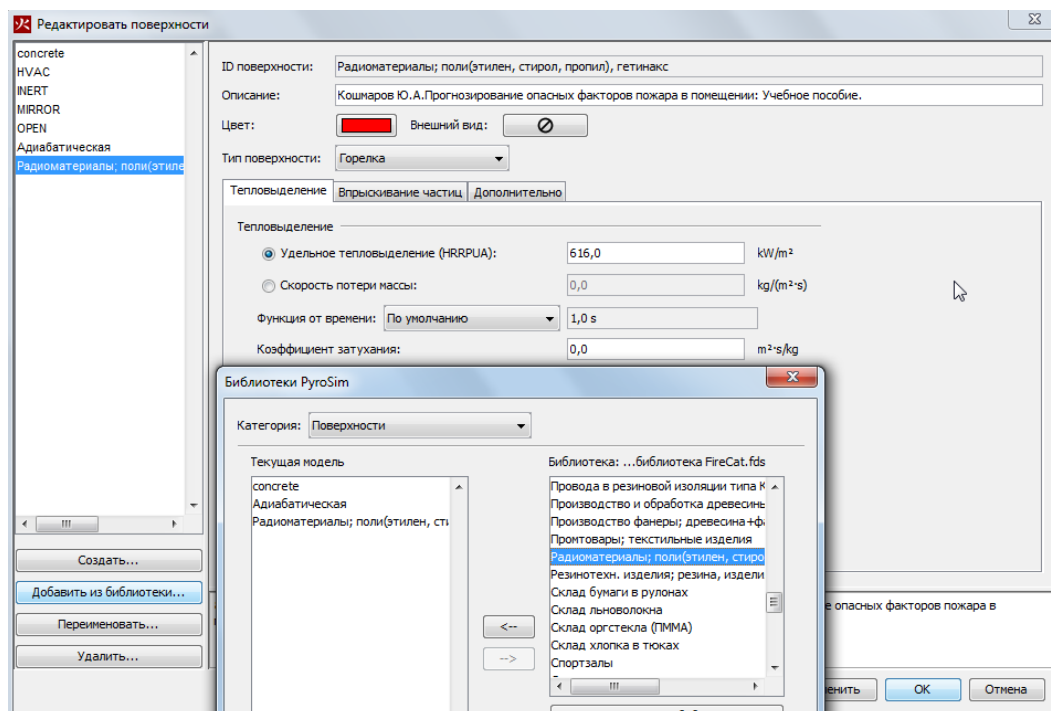 Редактировать поверхности
concrete
HVAC
INERT
MIRROR
OPEN
Адиабатическая
Радиоматериалы; поли(этиле
ID поверхности: Радиоматериалы; поли(этилен, стирол, пропил), гетинакс
Описание: Кошмаров Ю.А.Прогнозирование опасных факторов пожара в помещении: Учебное пособие.
Цвет: Внешний вид:
Тип поверхности: Горелка
Тепловыделение Впрыскивание частиц Дополнительно
Тепловыделение
Удельное тепловыделение (HRRPUA): 616,0 kW/m²
Скорость потери массы: 0,0 kg/(m²·s)
Функция от времени: По умолчанию 1,0 s
Коэффициент затухания: 0,0 m²·s/kg
Создать...
Добавить из библиотеки...
Переименовать...
Удалить...
Библиотеки PyroSim
Категория: Поверхности
Текущая модель
concrete
Адиабатическая
Радиоматериалы; поли(этилен, сти
Библиотека: ...библиотека FireCat.fds
Провода в резиновой изоляции типа К
Производство и обработка древесинь
Производство фанеры; древесина+ф
Промтовары; текстильные изделия
Радиоматериалы; поли(этилен, стиро
Резинотехн. изделия; резина, издели
Склад бумаги в рулонах
Склад льноволокна
Склад оргстекла (ПММА)
Склад хлопка в тюках
Спортзалы
<--
-->
е опасных факторов пожара в
енить OK Отмена